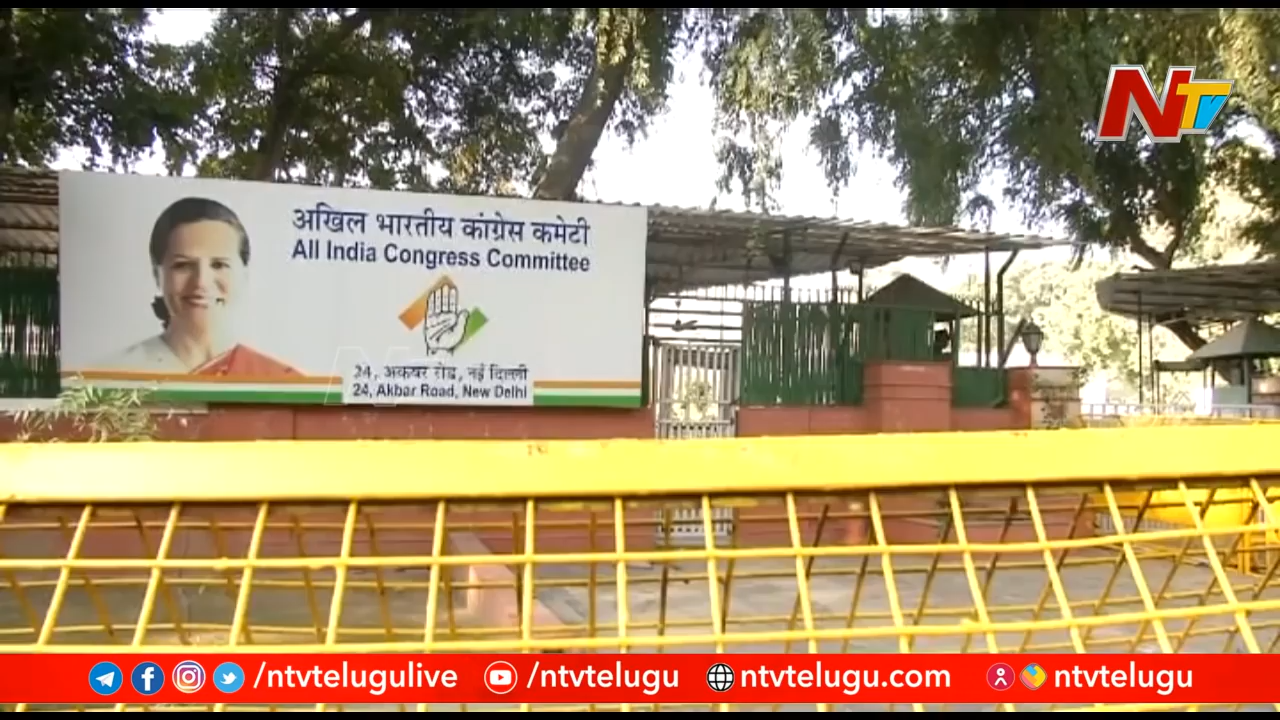 NTV
अखिल भारतीय कांग्रेस कमेटी
All India Congress Committee
24, अकबर रोड, नई दिल्ली
24, Akbar Road, New Delhi
/ntvtelugulive
/ntvtelugu
ntvtelugu.com
ntvtelugu